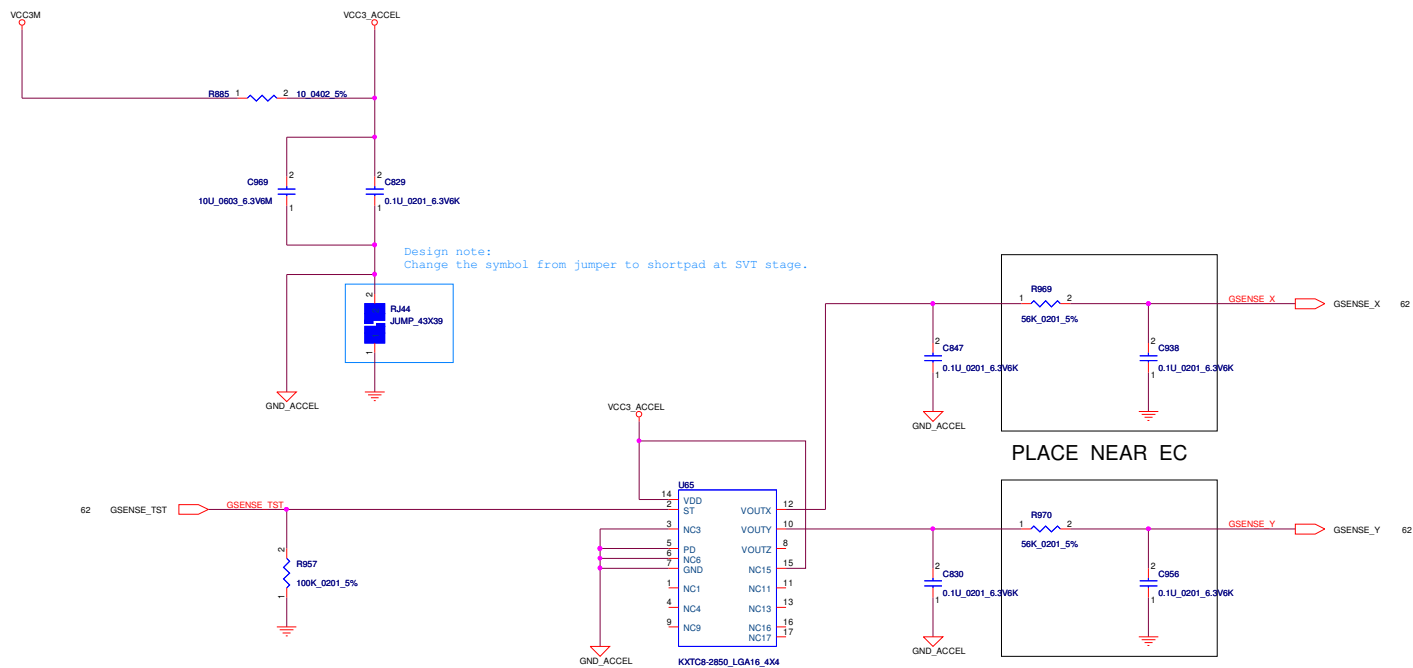 VCC3M
VCC3_ACCEL
R885 1 2 10_0402_5%
C969
2
10U_0603_6.3V6M
1
C829
2
0.1U_0201_6.3V6K
1
Design note:
Change the symbol from jumper to shortpad at SVT stage.
2
RJ44
JUMP_43X39
1
GND_ACCEL
R969
1 2
56K_0201_5%
GSENSE_X
GSENSE_X 62
2
C847
0.1U_0201_6.3V6K
1
GND_ACCEL
2
C938
0.1U_0201_6.3V6K
1
PLACE NEAR EC
VCC3_ACCEL
62 GSENSE_TST
GSENSE_TST
2
R957
100K_0201_5%
1
U65
14 VDD
2 ST
3 NC3
5 PD
6 NC6
7 GND
1 NC1
4 NC4
9 NC9
VOUTX 12
VOUTY 10
VOUTZ 8
NC15 15
NC11 11
NC13 13
NC16 16
NC17 17
KXTC8-2850_LGA16_4X4
GND_ACCEL
R970
1 2
56K_0201_5%
GSENSE_Y
GSENSE_Y 62
2
C830
0.1U_0201_6.3V6K
1
GND_ACCEL
2
C956
0.1U_0201_6.3V6K
1